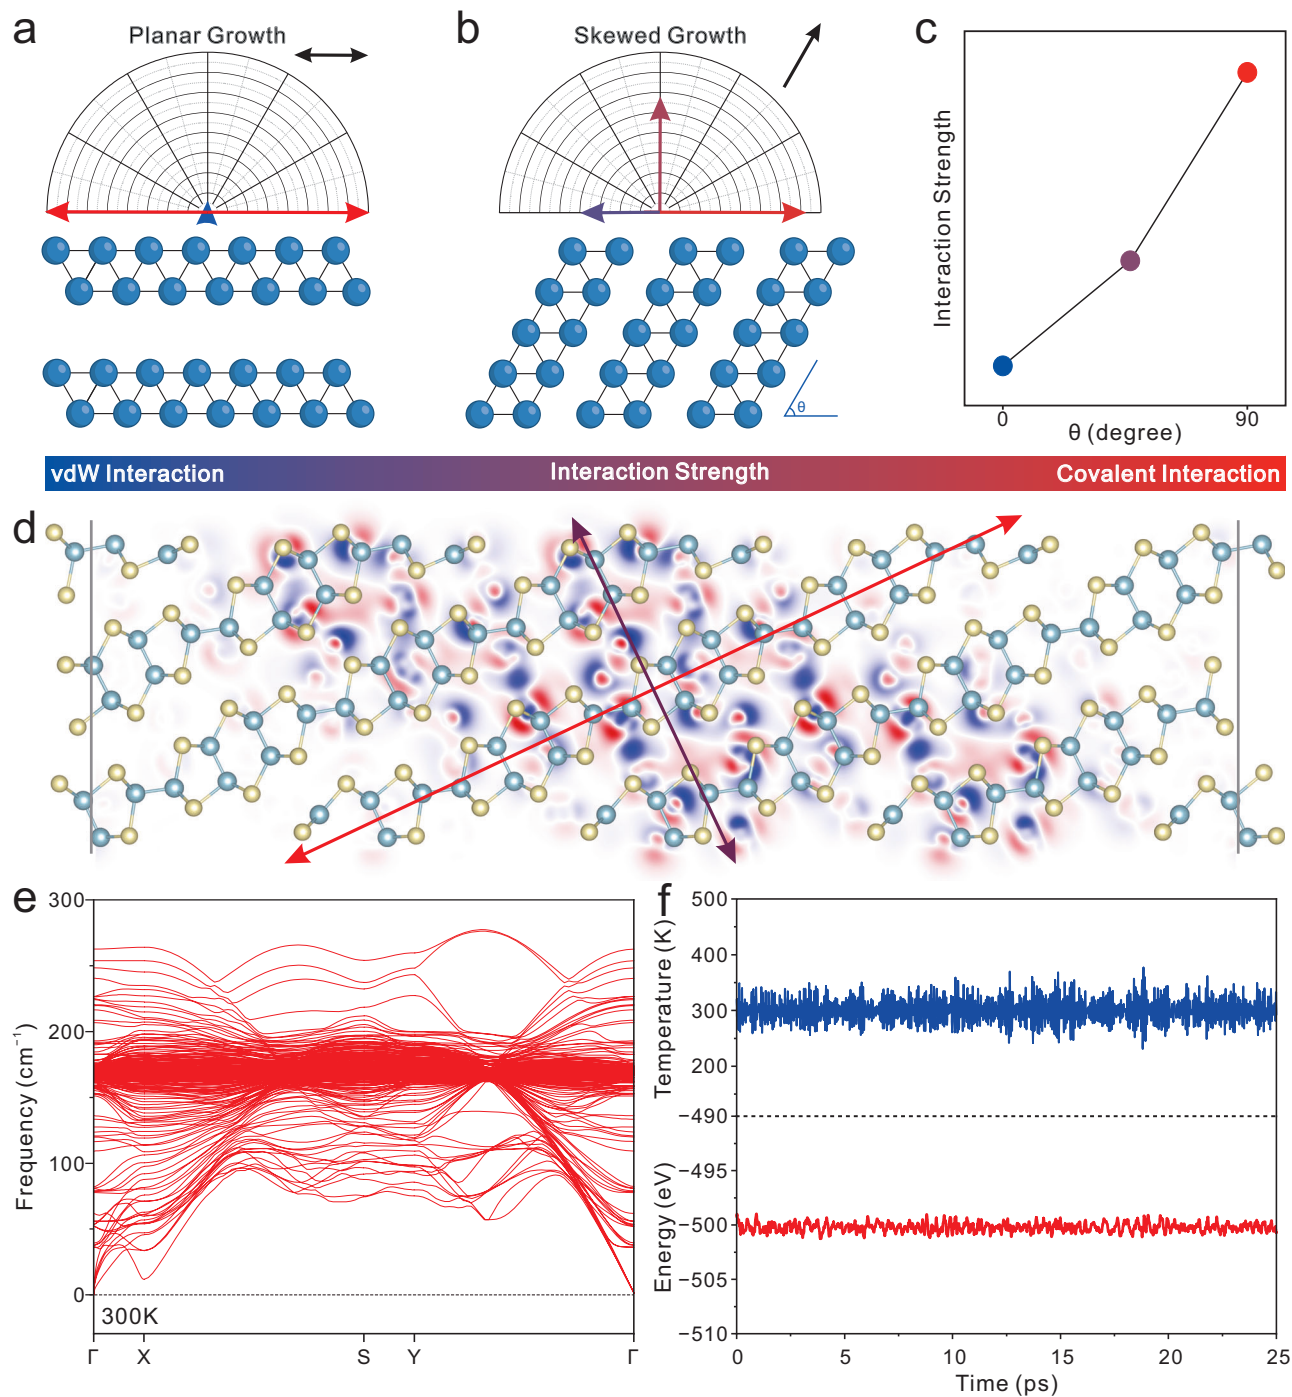 a
Planar Growth
b
Skewed Growth
θ
c
Interaction Strength
0
90
θ (degree)
vdW Interaction
Interaction Strength
Covalent Interaction
d
e
300
200
100
0
Frequency (cm⁻¹)
300K
Γ
X
S
Y
Γ
f
500
400
300
200
Temperature (K)
−490
−495
−500
−505
−510
Energy (eV)
0
5
10
15
20
25
Time (ps)